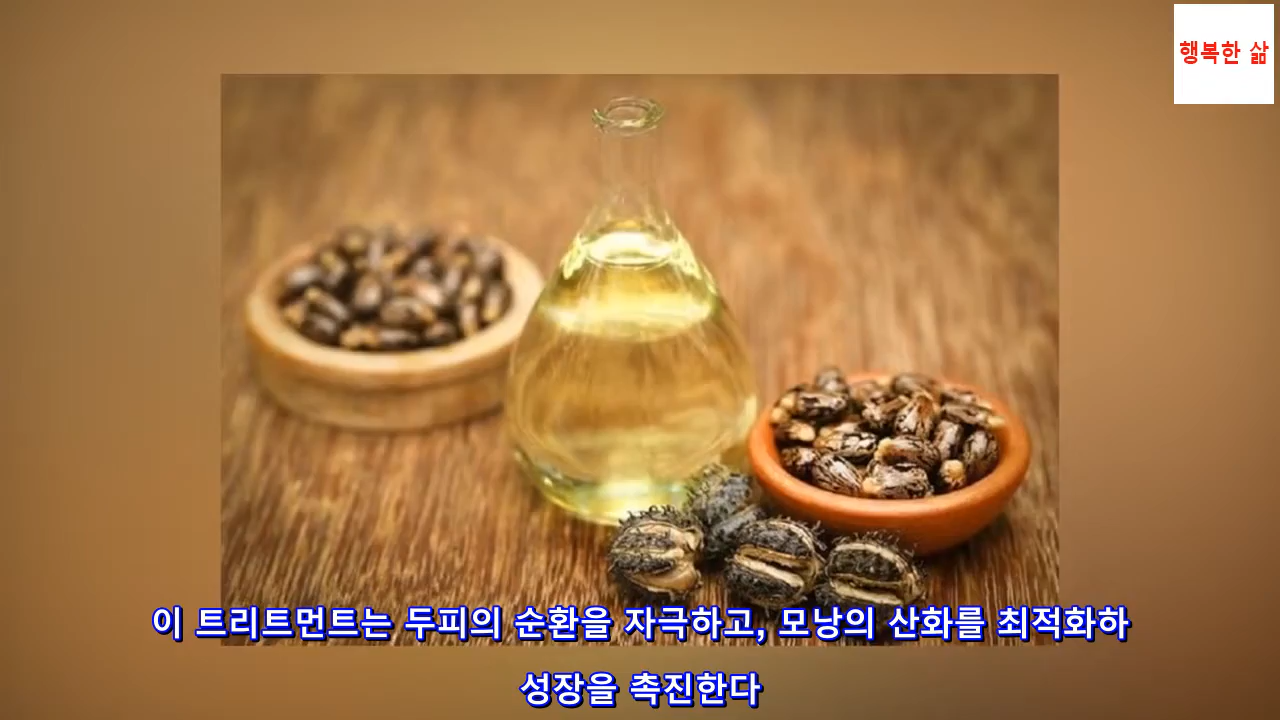 행복한 삶
이 트리트먼트는 두피의 순환을 자극하고, 모낭의 산화를 최적화하
성장을 촉진한다